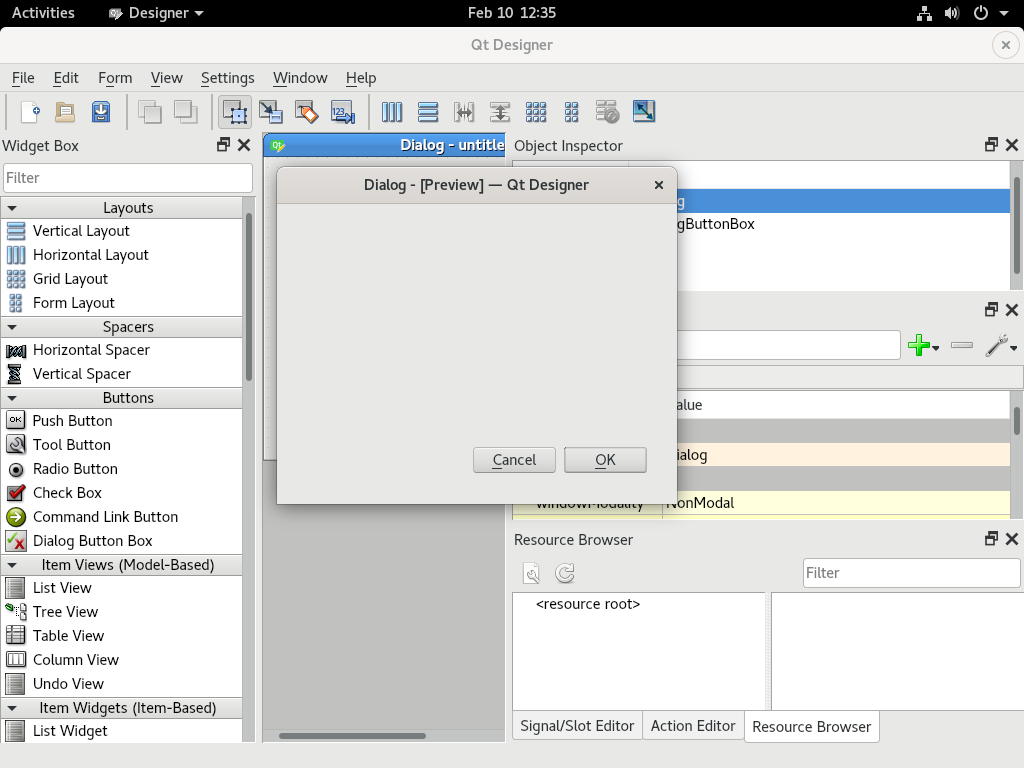 Activities
Designer
Feb 10 12:35
Qt Designer
File Edit Form View Settings Window Help
Widget Box
Filter
Layouts
Vertical Layout
Horizontal Layout
Grid Layout
Form Layout
Spacers
Horizontal Spacer
Vertical Spacer
Buttons
OK
Push Button
Tool Button
Radio Button
Check Box
Command Link Button
Dialog Button Box
Item Views (Model-Based)
List View
Tree View
Table View
Column View
Undo View
Item Widgets (Item-Based)
List Widget
123
Qt
Dialog - untitle
Dialog - [Preview] — Qt Designer
Cancel
OK
Object Inspector
g
gButtonBox
alue
ialog
windowModality
NonModal
Resource Browser
Filter
<resource root>
Signal/Slot Editor
Action Editor
Resource Browser